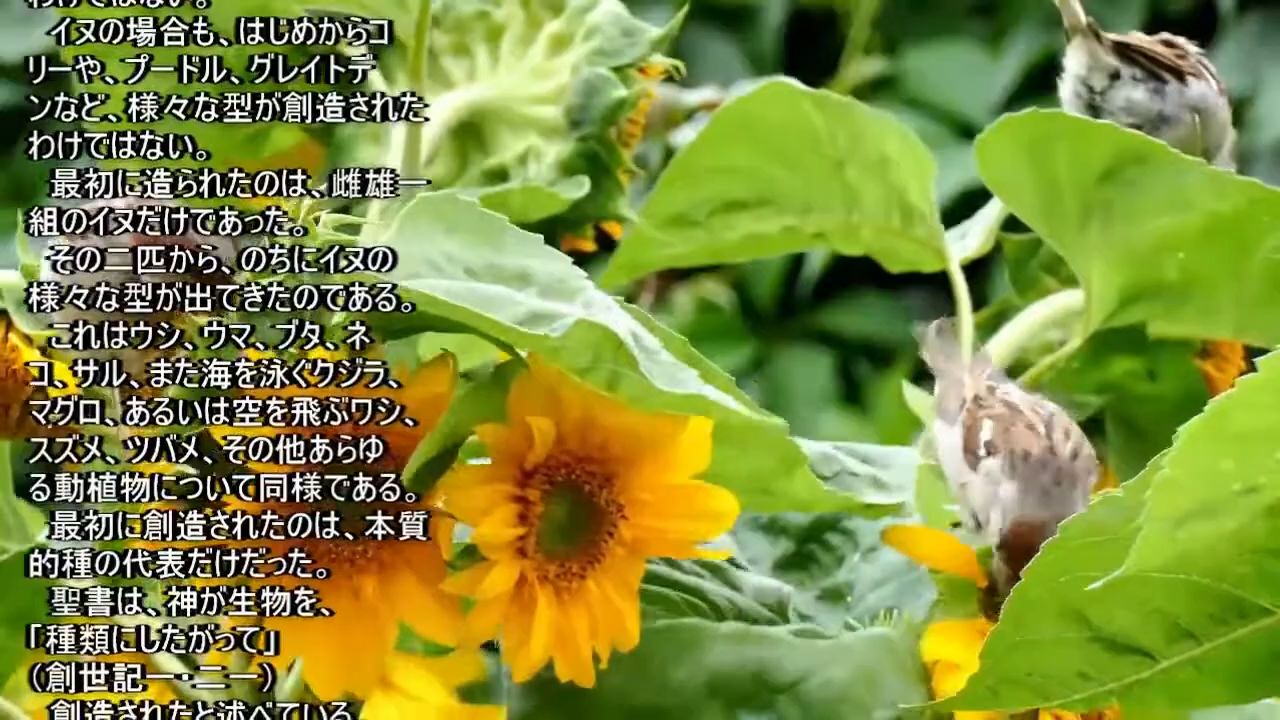 わけではない。
イヌの場合も、はじめからコ
リーや、プードル、グレイトデ
ンなど、様々な型が創造された
わけではない。
最初に造られたのは、雌雄一
組のイヌだけであった。
その二匹から、のちにイヌの
様々な型が出てきたのである。
これはウシ、ウマ、ブタ、ネ
コ、サル、また海を泳ぐクジラ、
マグロ、あるいは空を飛ぶワシ、
スズメ、ツバメ、その他あらゆ
る動植物について同様である。
最初に創造されたのは、本質
的種の代表だけだった。
聖書は、神が生物を、
「種類にしたがって」
（創世記一・二一）
創造されたと述べている